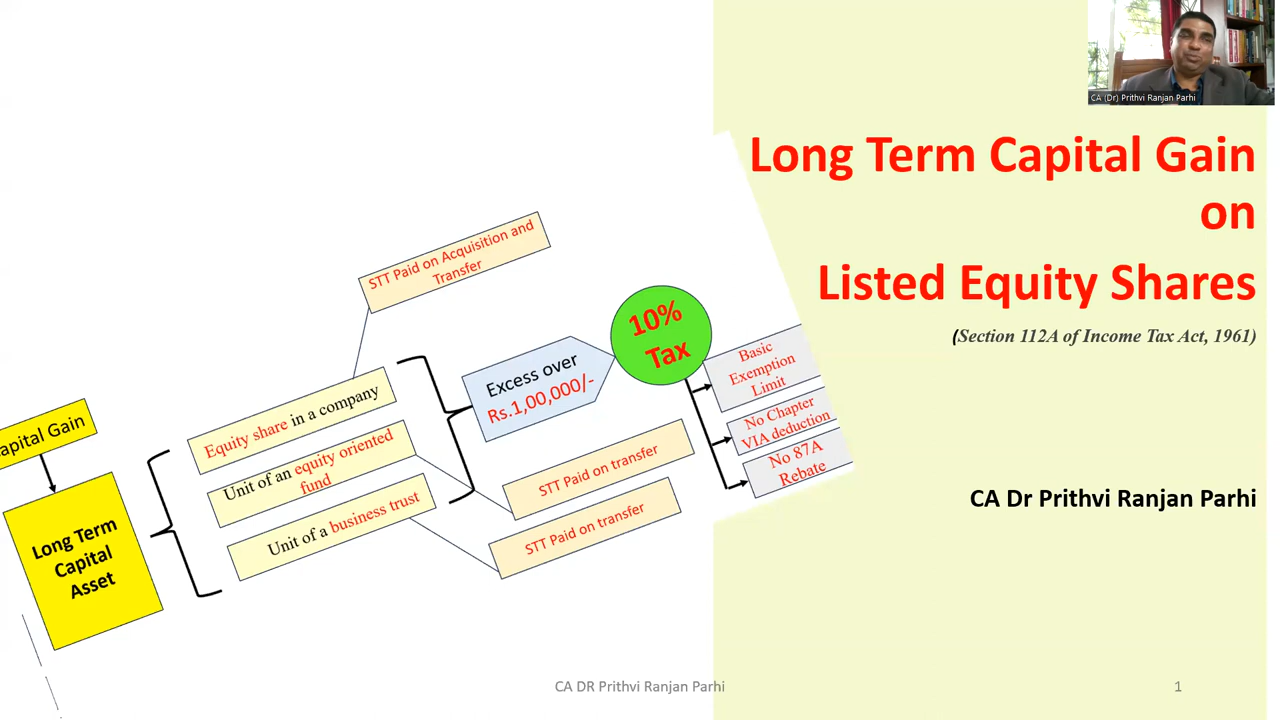 CA (Dr) Prithvi Ranjan Parhi
Long Term Capital Gain
on
Listed Equity Shares
(Section 112A of Income Tax Act, 1961)
CA Dr Prithvi Ranjan Parhi
STT Paid on Acquisition and
Transfer
10%
Tax
Basic
Exemption
Limit
No Chapter
VIA deduction
No 87A
Rebate
Excess over
Rs.1,00,000/-
Equity share in a company
Unit of an equity oriented
fund
Unit of a business trust
STT Paid on transfer
STT Paid on transfer
apital Gain
Long Term
Capital
Asset
CA DR Prithvi Ranjan Parhi
1